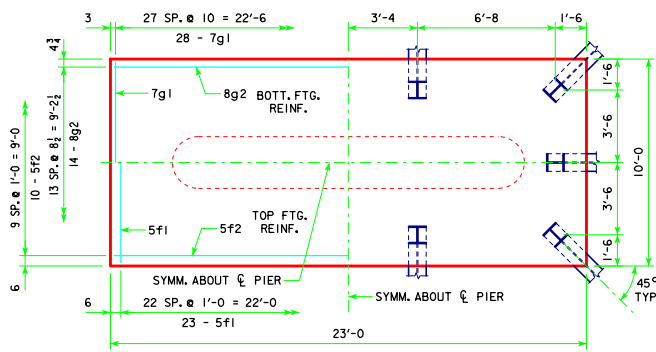 3
27 SP. @ 10 = 22'-6
28 - 7g1
3'-4
6'-8
1'-6
4 3/4
7g1
8g2
BOTT. FTG.
REINF.
1'-6
3'-6
10'-0
3'-6
1'-6
9 SP. @ 1'-0 = 9'-0
10 - 5f2
13 SP. @ 8 1/2 = 9'-2 1/2
14 - 8g2
5f1
5f2
TOP FTG.
REINF.
6
SYMM. ABOUT ℄ PIER
SYMM. ABOUT ℄ PIER
45°
TYP
6
22 SP. @ 1'-0 = 22'-0
23 - 5f1
23'-0